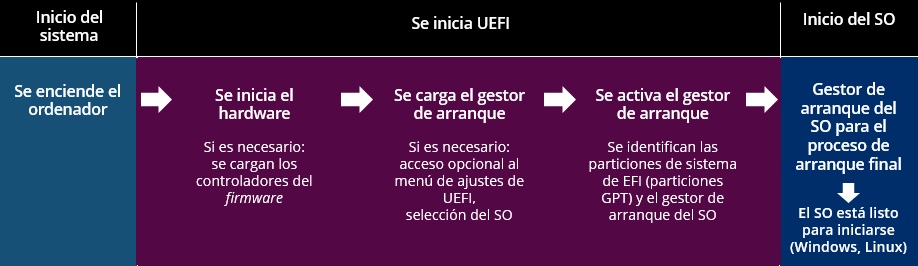 Inicio del
sistema
Se inicia UEFI
Inicio del SO
Se enciende el
ordenador
Se inicia el
hardware
Si es necesario:
se cargan los
controladores del
firmware
Se carga el gestor
de arranque
Si es necesario:
acceso opcional al
menú de ajustes de
UEFI,
selección del SO
Se activa el gestor
de arranque
Se identifican las
particiones de sistema
de EFI (particiones
GPT) y el gestor de
arranque del SO
Gestor de
arranque del
SO para el
proceso de
arranque final
El SO está listo
para iniciarse
(Windows, Linux)